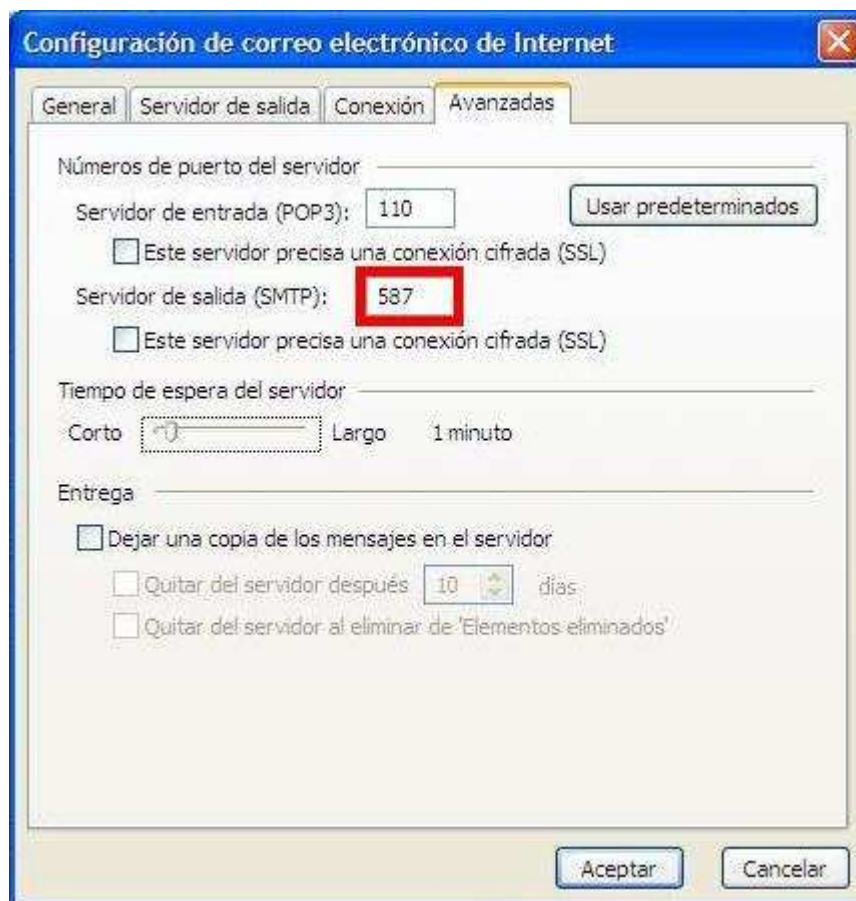 Configuración de correo electrónico de Internet
General Servidor de salida Conexión Avanzadas
Números de puerto del servidor
Servidor de entrada (POP3): 110 Usar predeterminados
Este servidor precisa una conexión cifrada (SSL)
Servidor de salida (SMTP): 587
Este servidor precisa una conexión cifrada (SSL)
Tiempo de espera del servidor
Corto Largo 1 minuto
Entrega
Dejar una copia de los mensajes en el servidor
Quitar del servidor después 10 días
Quitar del servidor al eliminar de 'Elementos eliminados'
Aceptar Cancelar